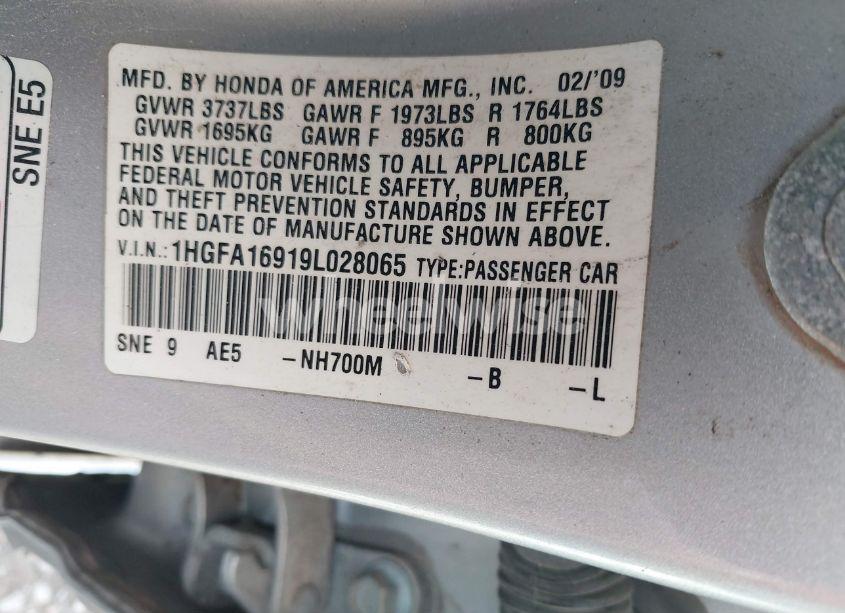 SNE E5
MFD. BY HONDA OF AMERICA MFG., INC. 02/'09
GVWR 3737LBS GAWR F 1973LBS R 1764LBS
GVWR 1695KG GAWR F 895KG R 800KG
THIS VEHICLE CONFORMS TO ALL APPLICABLE
FEDERAL MOTOR VEHICLE SAFETY, BUMPER,
AND THEFT PREVENTION STANDARDS IN EFFECT
ON THE DATE OF MANUFACTURE SHOWN ABOVE.
V.I.N.: 1HGFA16919L028065 TYPE:PASSENGER CAR
wheelwise
SNE 9 AE5 -NH700M -B -L